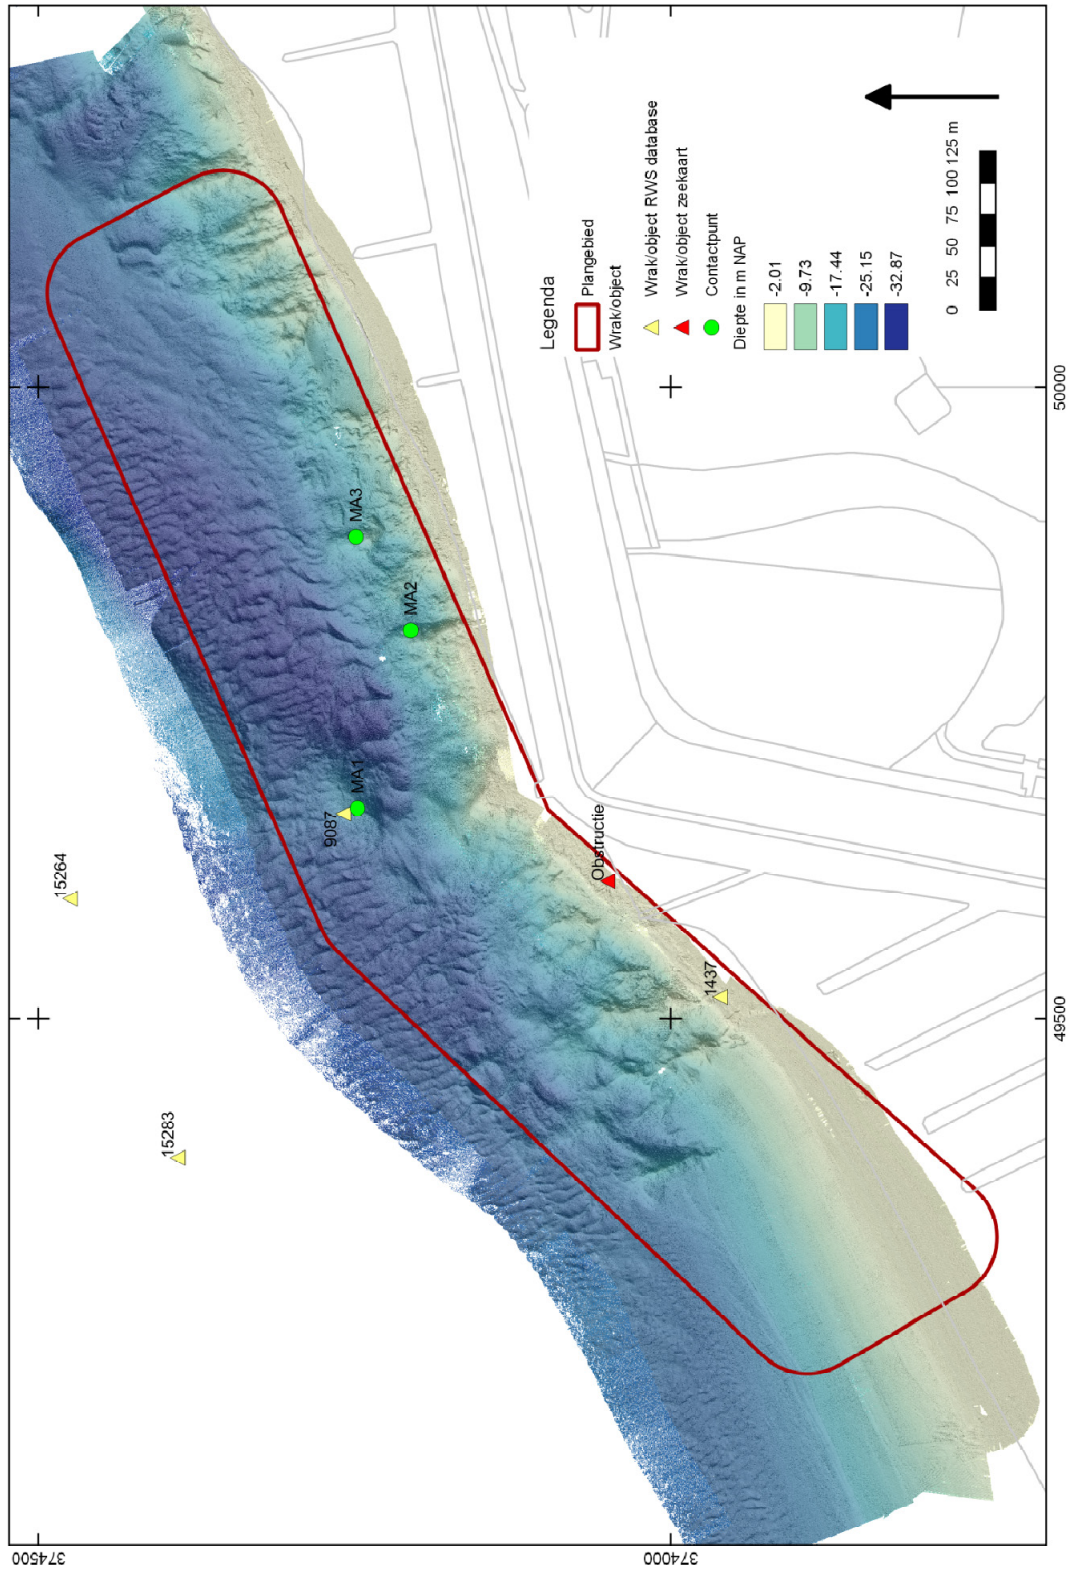 15264
15283
9087
MA1
MA2
MA3
Obstructie
1437
Legenda
Plangebied
Wrak/object
Wrak/object RWS database
Wrak/object zeekaart
Contactpunt
Diepte in m NAP
-2.01
-9.73
-17.44
-25.15
-32.87
0 25 50 75 100 125 m
374500
374000
49500
50000